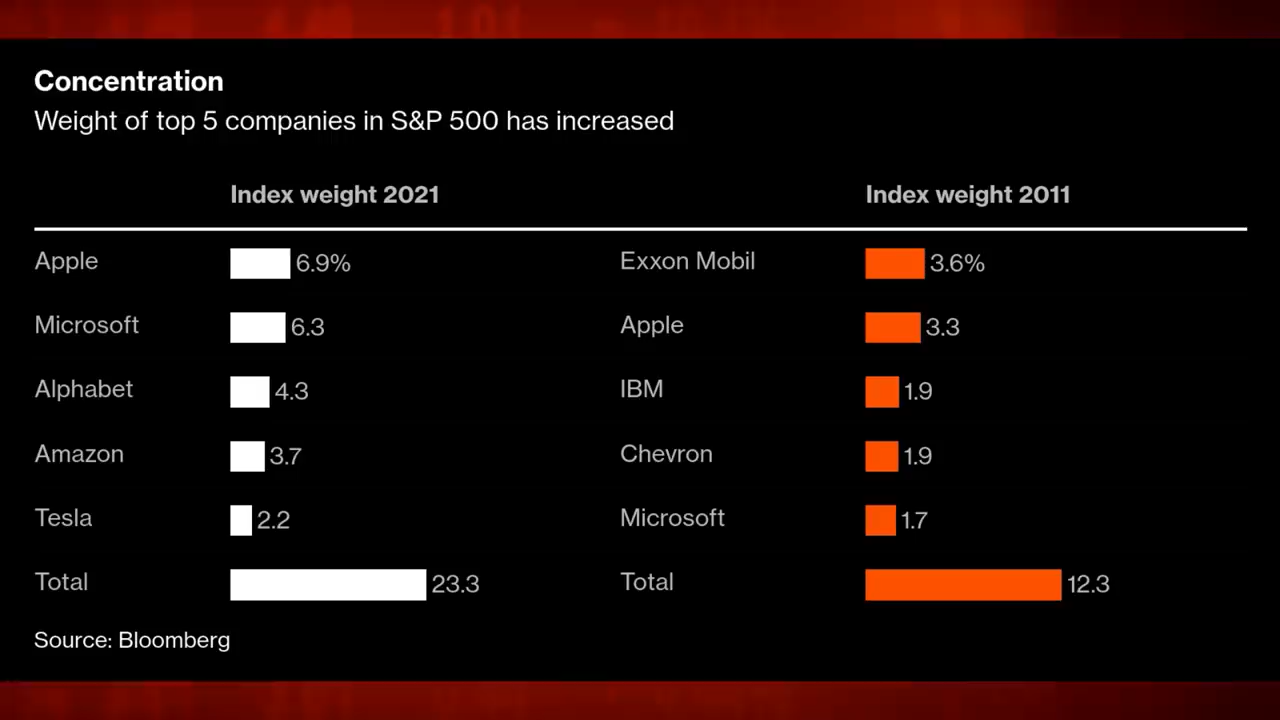 Concentration
Weight of top 5 companies in S&P 500 has increased
Index weight 2021 Index weight 2011
Apple 6.9% Exxon Mobil 3.6%
Microsoft 6.3 Apple 3.3
Alphabet 4.3 IBM 1.9
Amazon 3.7 Chevron 1.9
Tesla 2.2 Microsoft 1.7
Total 23.3 Total 12.3
Source: Bloomberg